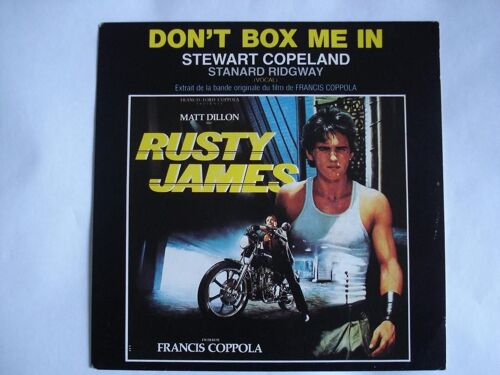 DON'T BOX ME IN
STEWART COPELAND
STANARD RIDGWAY
(VOCAL)
Extrait de la bande originale du film de FRANCIS COPPOLA
MATT DILLON
RUSTY
JAMES
FRANCIS COPPOLA